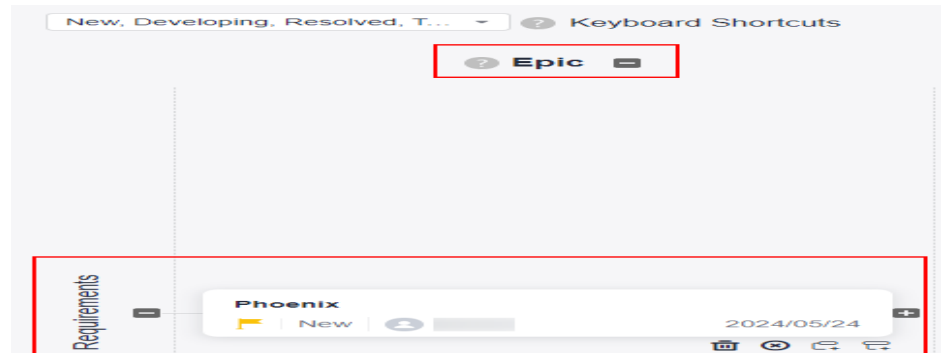 New, Developing, Resolved, T... ? Keyboard Shortcuts
? Epic
Requirements
Phoenix
New 2024/05/24